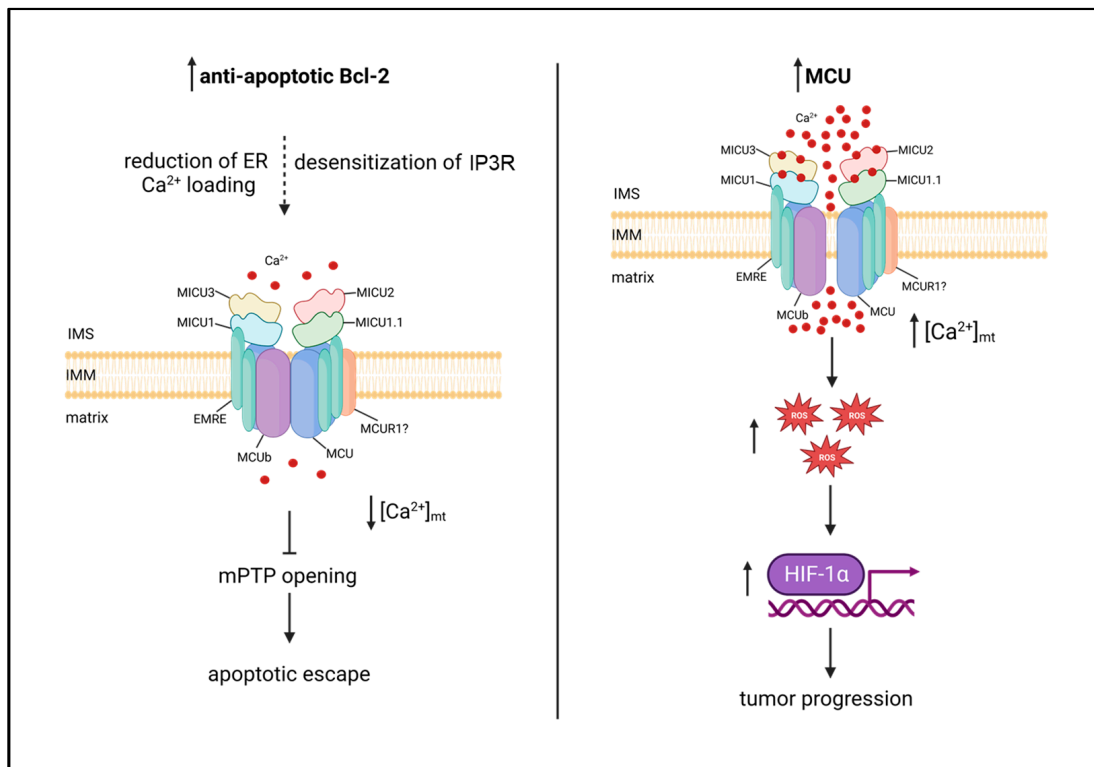 anti-apoptotic Bcl-2
reduction of ER
Ca²⁺ loading
desensitization of IP3R
Ca²⁺
MICU3
MICU2
MICU1
MICU1.1
IMS
IMM
matrix
EMRE
MCUR1?
MCUb
MCU
[Ca²⁺]mt
mPTP opening
apoptotic escape
MCU
Ca²⁺
MICU3
MICU2
MICU1
MICU1.1
IMS
IMM
matrix
EMRE
MCUR1?
MCUb
MCU
[Ca²⁺]mt
ROS
ROS
ROS
HIF-1α
tumor progression